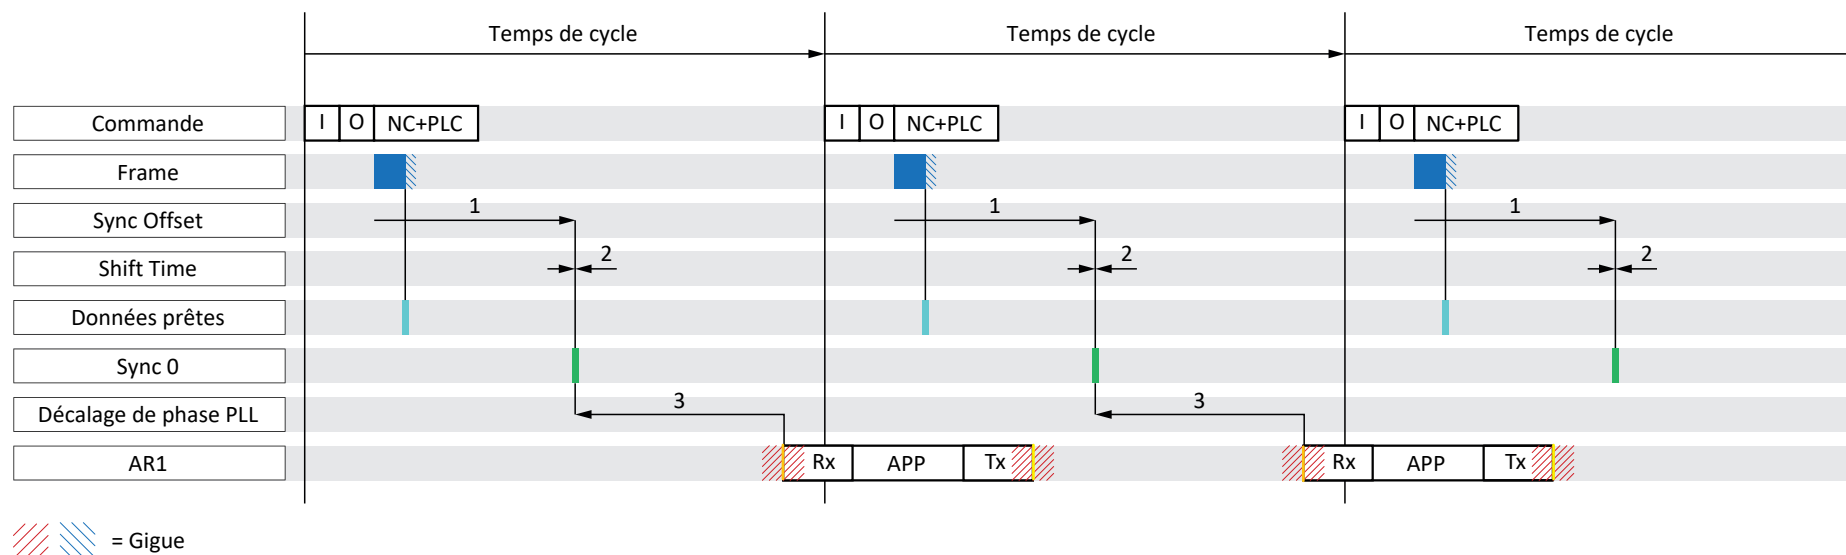 Temps de cycle Temps de cycle Temps de cycle
Commande I O NC+PLC I O NC+PLC I O NC+PLC
Frame
Sync Offset 1 1 1
Shift Time 2 2 2
Données prêtes
Sync 0
Décalage de phase PLL 3 3
AR1 Rx APP Tx Rx APP Tx
= Gigue